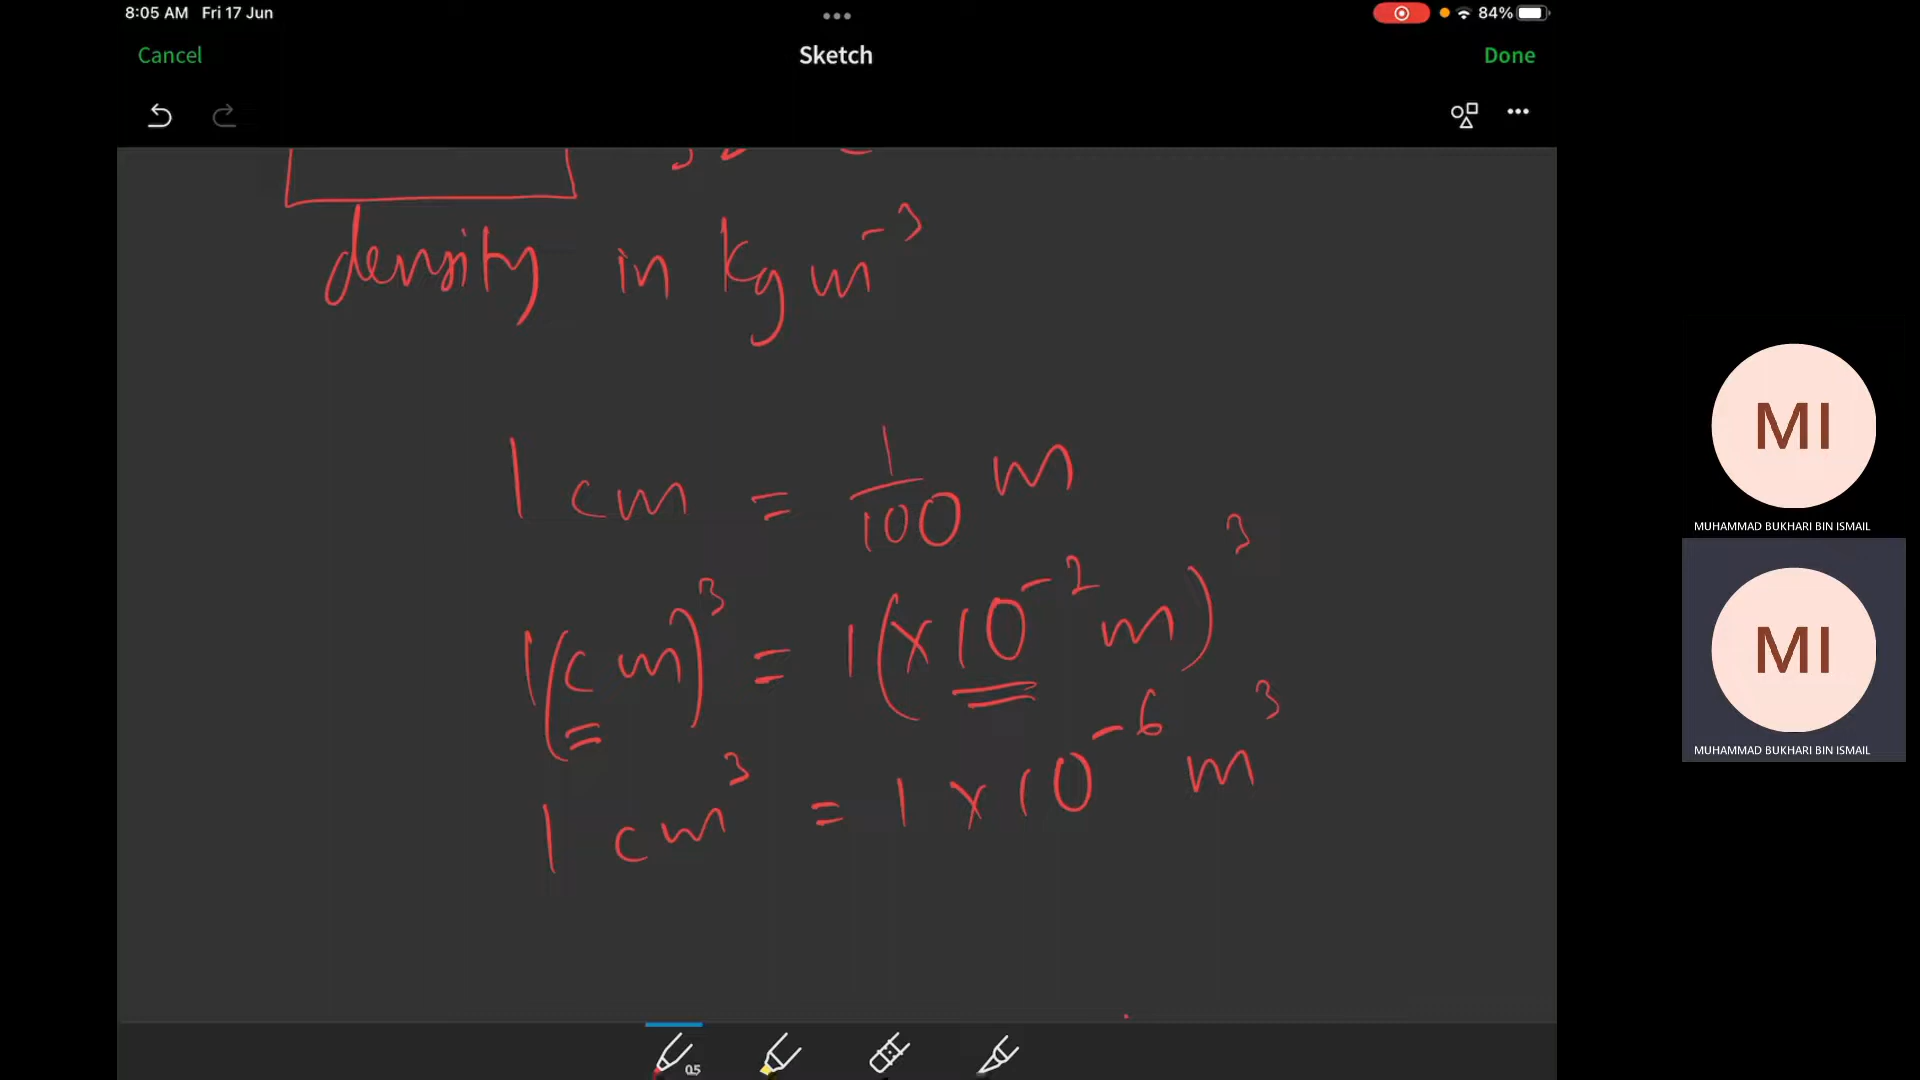 8:05 AM Fri 17 Jun
84%
Cancel
Sketch
Done
density in kg m⁻³
1 cm = 1/100 m
1(cm)³ = 1(×10⁻² m)³
1 cm³ = 1 × 10⁻⁶ m³
MI
MUHAMMAD BUKHARI BIN ISMAIL
MI
MUHAMMAD BUKHARI BIN ISMAIL
0.5